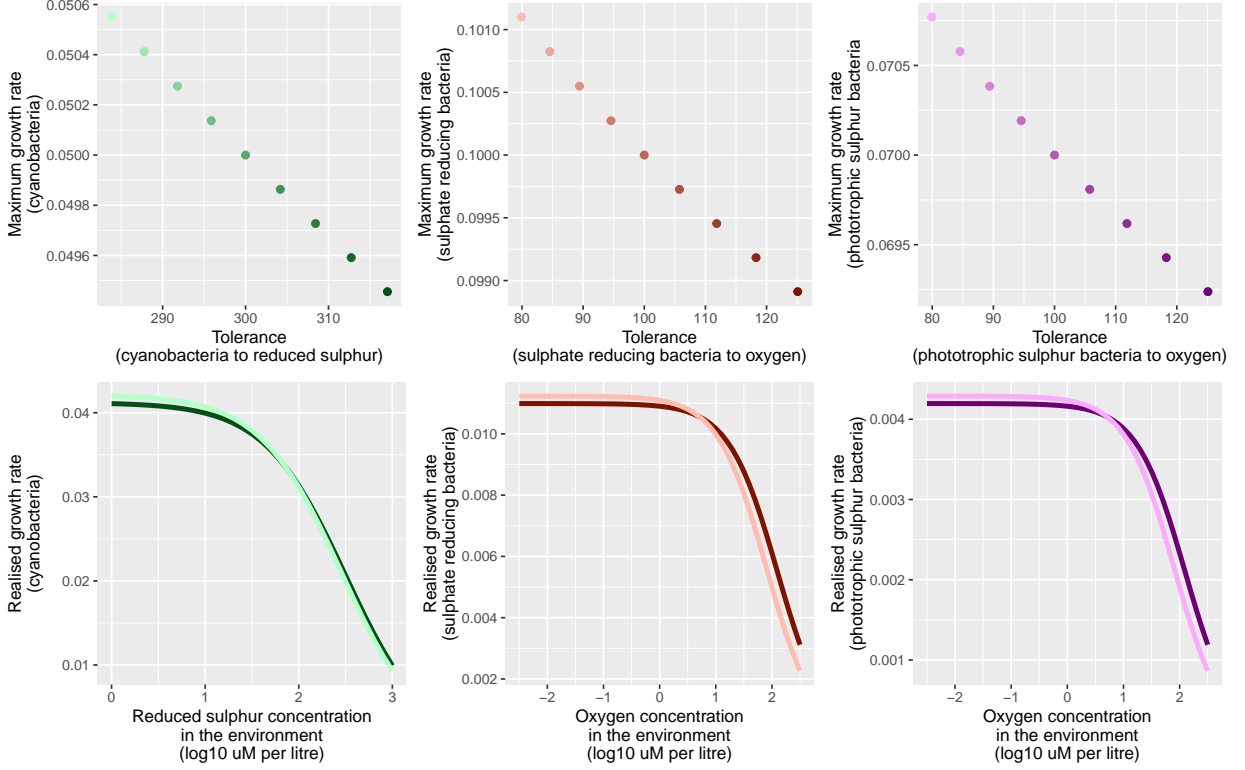 Maximum growth rate
(cyanobacteria)
0.0506
0.0504
0.0502
0.0500
0.0498
0.0496
290
300
310
Tolerance
(cyanobacteria to reduced sulphur)
Maximum growth rate
(sulphate reducing bacteria)
0.1010
0.1005
0.1000
0.0995
0.0990
80
90
100
110
120
Tolerance
(sulphate reducing bacteria to oxygen)
Maximum growth rate
(phototrophic sulphur bacteria)
0.0705
0.0700
0.0695
80
90
100
110
120
Tolerance
(phototrophic sulphur bacteria to oxygen)
Realised growth rate
(cyanobacteria)
0.04
0.03
0.02
0.01
0
1
2
3
Reduced sulphur concentration
in the environment
(log10 uM per litre)
Realised growth rate
(sulphate reducing bacteria)
0.010
0.008
0.006
0.004
0.002
−2
−1
0
1
2
Oxygen concentration
in the environment
(log10 uM per litre)
Realised growth rate
(phototrophic sulphur bacteria)
0.004
0.003
0.002
0.001
−2
−1
0
1
2
Oxygen concentration
in the environment
(log10 uM per litre)